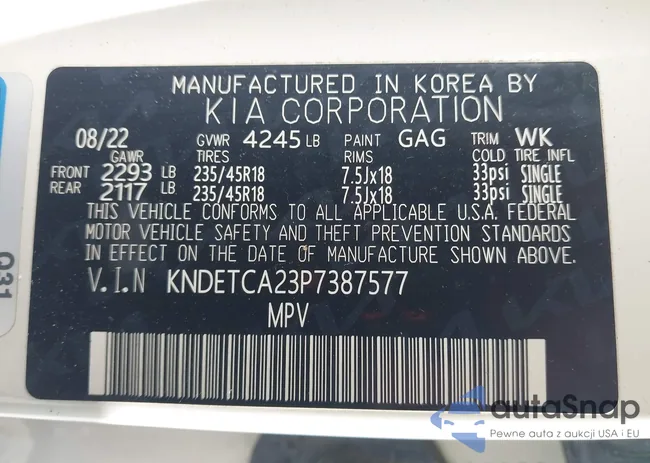 MANUFACTURED IN KOREA BY
KIA CORPORATION
08/22 GVWR 4245 LB PAINT GAG TRIM WK
GAWR TIRES RIMS COLD TIRE INFL
FRONT 2293 LB 235/45R18 7.5Jx18 33psi SINGLE
REAR 2117 LB 235/45R18 7.5Jx18 33psi SINGLE
THIS VEHICLE CONFORMS TO ALL APPLICABLE U.S.A. FEDERAL
MOTOR VEHICLE SAFETY AND THEFT PREVENTION STANDARDS
IN EFFECT ON THE DATE OF MANUFACTURE SHOWN ABOVE.
V.I.N KNDETCA23P7387577
MPV
Q31
autaSnap
Pewne auta z aukcji USA i EU